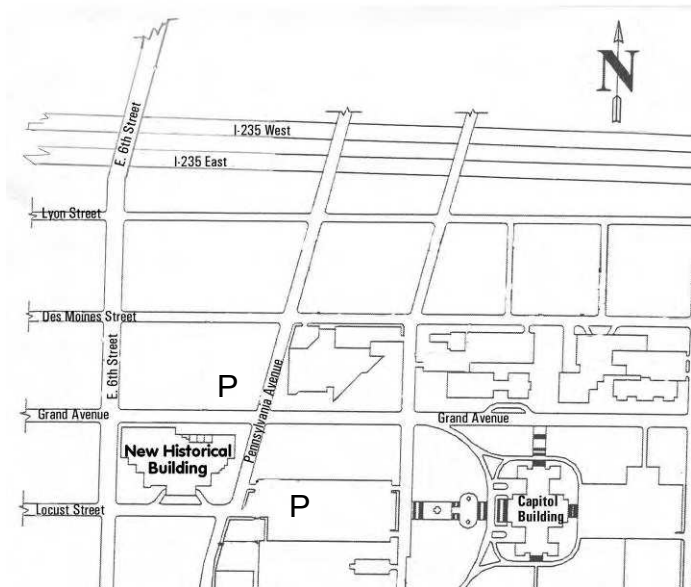 N
E. 6th Street
I-235 West
I-235 East
Lyon Street
Des Moines Street
E. 6th Street
P
Pennsylvania Avenue
Grand Avenue
Grand Avenue
New Historical
Building
P
Capitol
Building
Locust Street